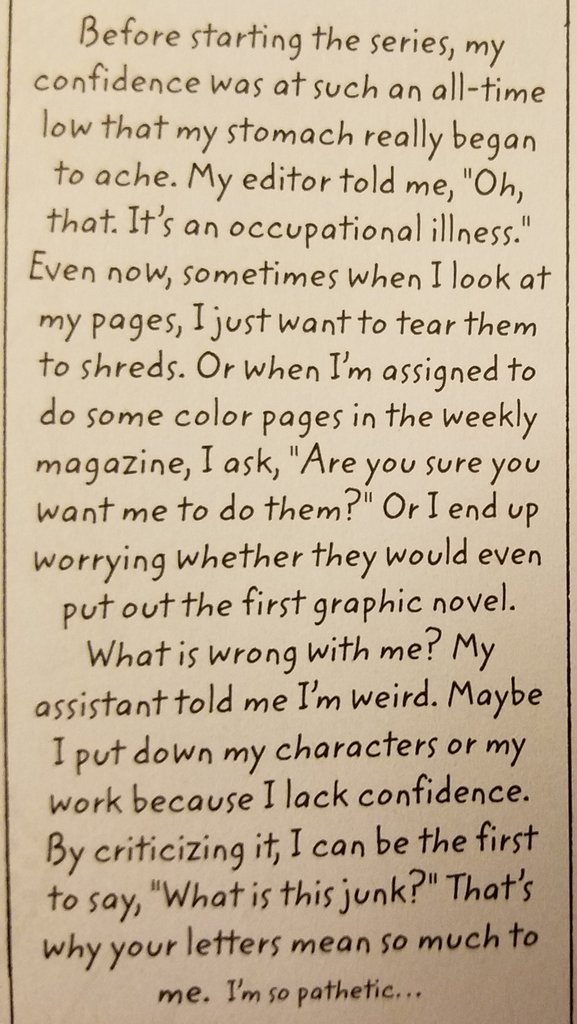 Before starting the series, my
confidence was at such an all-time
low that my stomach really began
to ache. My editor told me, "Oh,
that. It's an occupational illness."
Even now, sometimes when I look at
my pages, I just want to tear them
to shreds. Or when I'm assigned to
do some color pages in the weekly
magazine, I ask, "Are you sure you
want me to do them?" Or I end up
worrying whether they would even
put out the first graphic novel.
What is wrong with me? My
assistant told me I'm weird. Maybe
I put down my characters or my
work because I lack confidence.
By criticizing it, I can be the first
to say, "What is this junk?" That's
why your letters mean so much to
me. I'm so pathetic...